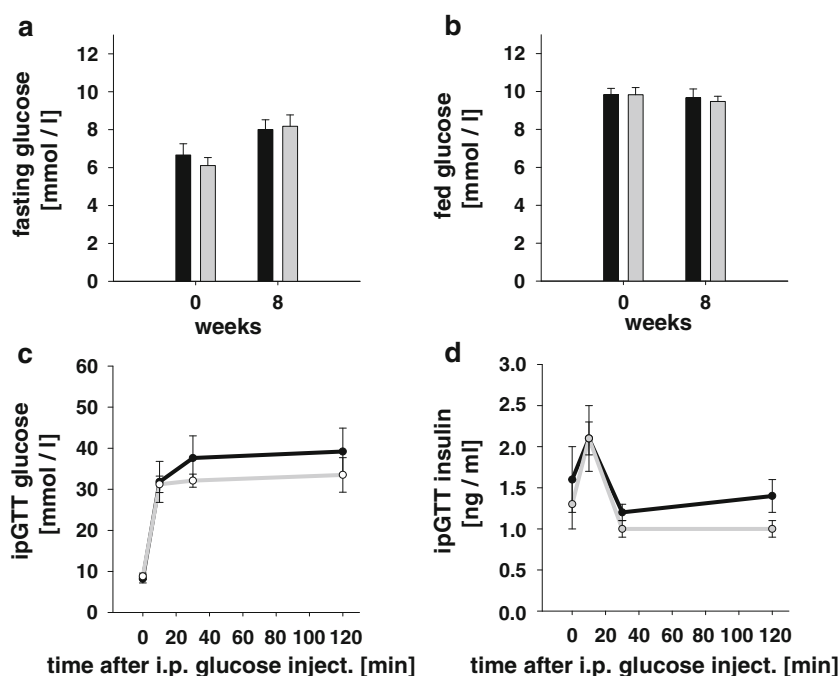 a
fasting glucose
[mmol / l]
12
10
8
6
4
2
0
0
8
weeks
b
fed glucose
[mmol / l]
12
10
8
6
4
2
0
0
8
weeks
c
ipGTT glucose
[mmol / l]
60
50
40
30
20
10
0
0 20 40 60 80 100 120
time after i.p. glucose inject. [min]
d
ipGTT insulin
[ng / ml]
3.0
2.5
2.0
1.5
1.0
0.5
0.0
0 20 40 60 80 100 120
time after i.p. glucose inject. [min]